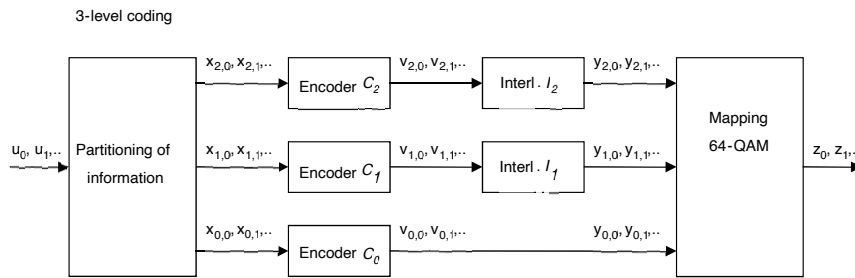 3-level coding
x2,0, x2,1,..
v2,0, v2,1,..
y2,0, y2,1,..
Encoder C2
Interl. I2
Mapping
64-QAM
u0, u1,..
Partitioning of
information
x1,0, x1,1,..
v1,0, v1,1,..
y1,0, y1,1,..
z0, z1,..
Encoder C1
Interl. I1
x0,0, x0,1,..
v0,0, v0,1,..
y0,0, y0,1,..
Encoder C0